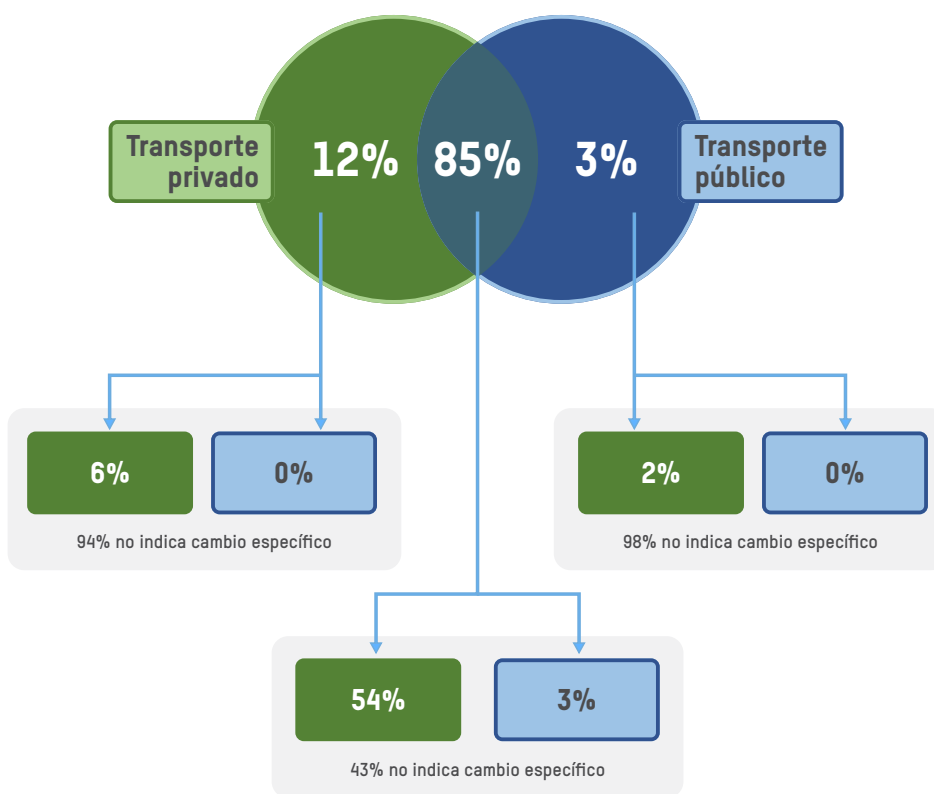 Transporte
privado
12%
85%
3%
Transporte
público
6%
0%
94% no indica cambio específico
2%
0%
98% no indica cambio específico
54%
3%
43% no indica cambio específico